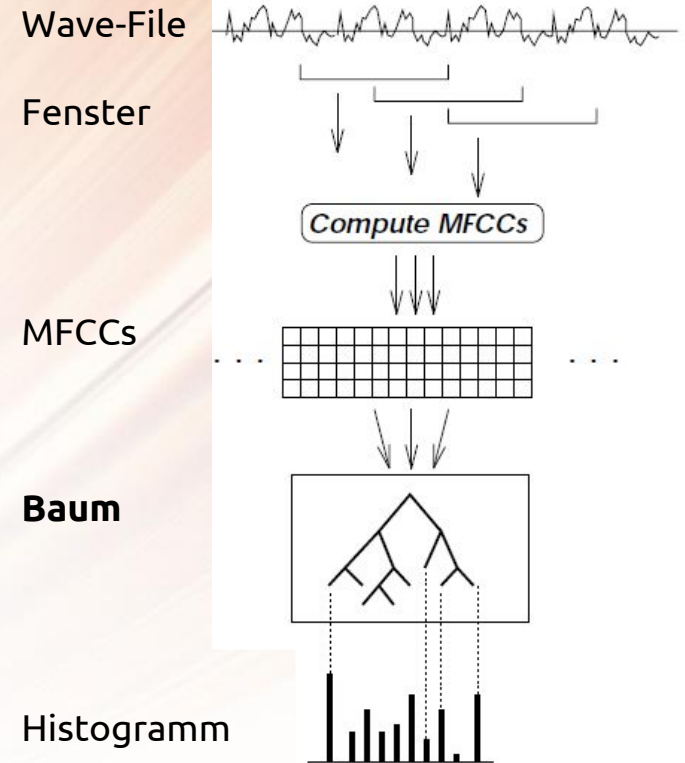 Wave-File
Fenster
Compute MFCCs
MFCCs
. . .
. . .
Baum
Histogramm